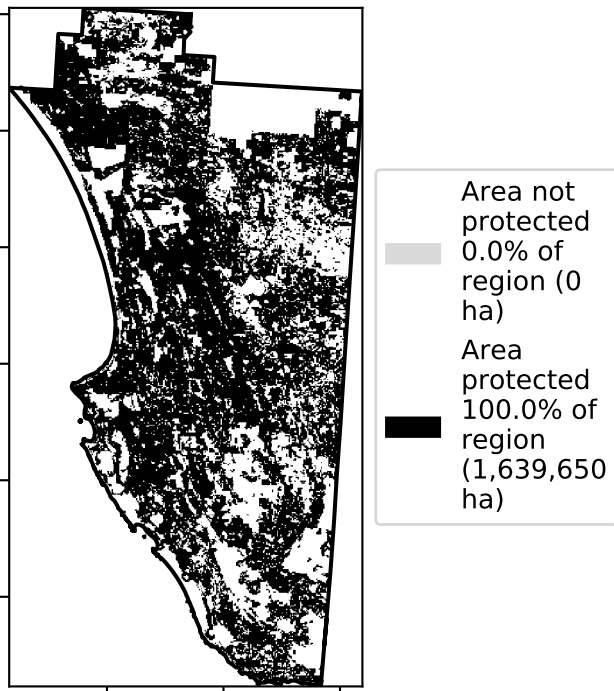 Area not
protected
0.0% of
region (0
ha)
Area
protected
100.0% of
region
(1,639,650
ha)